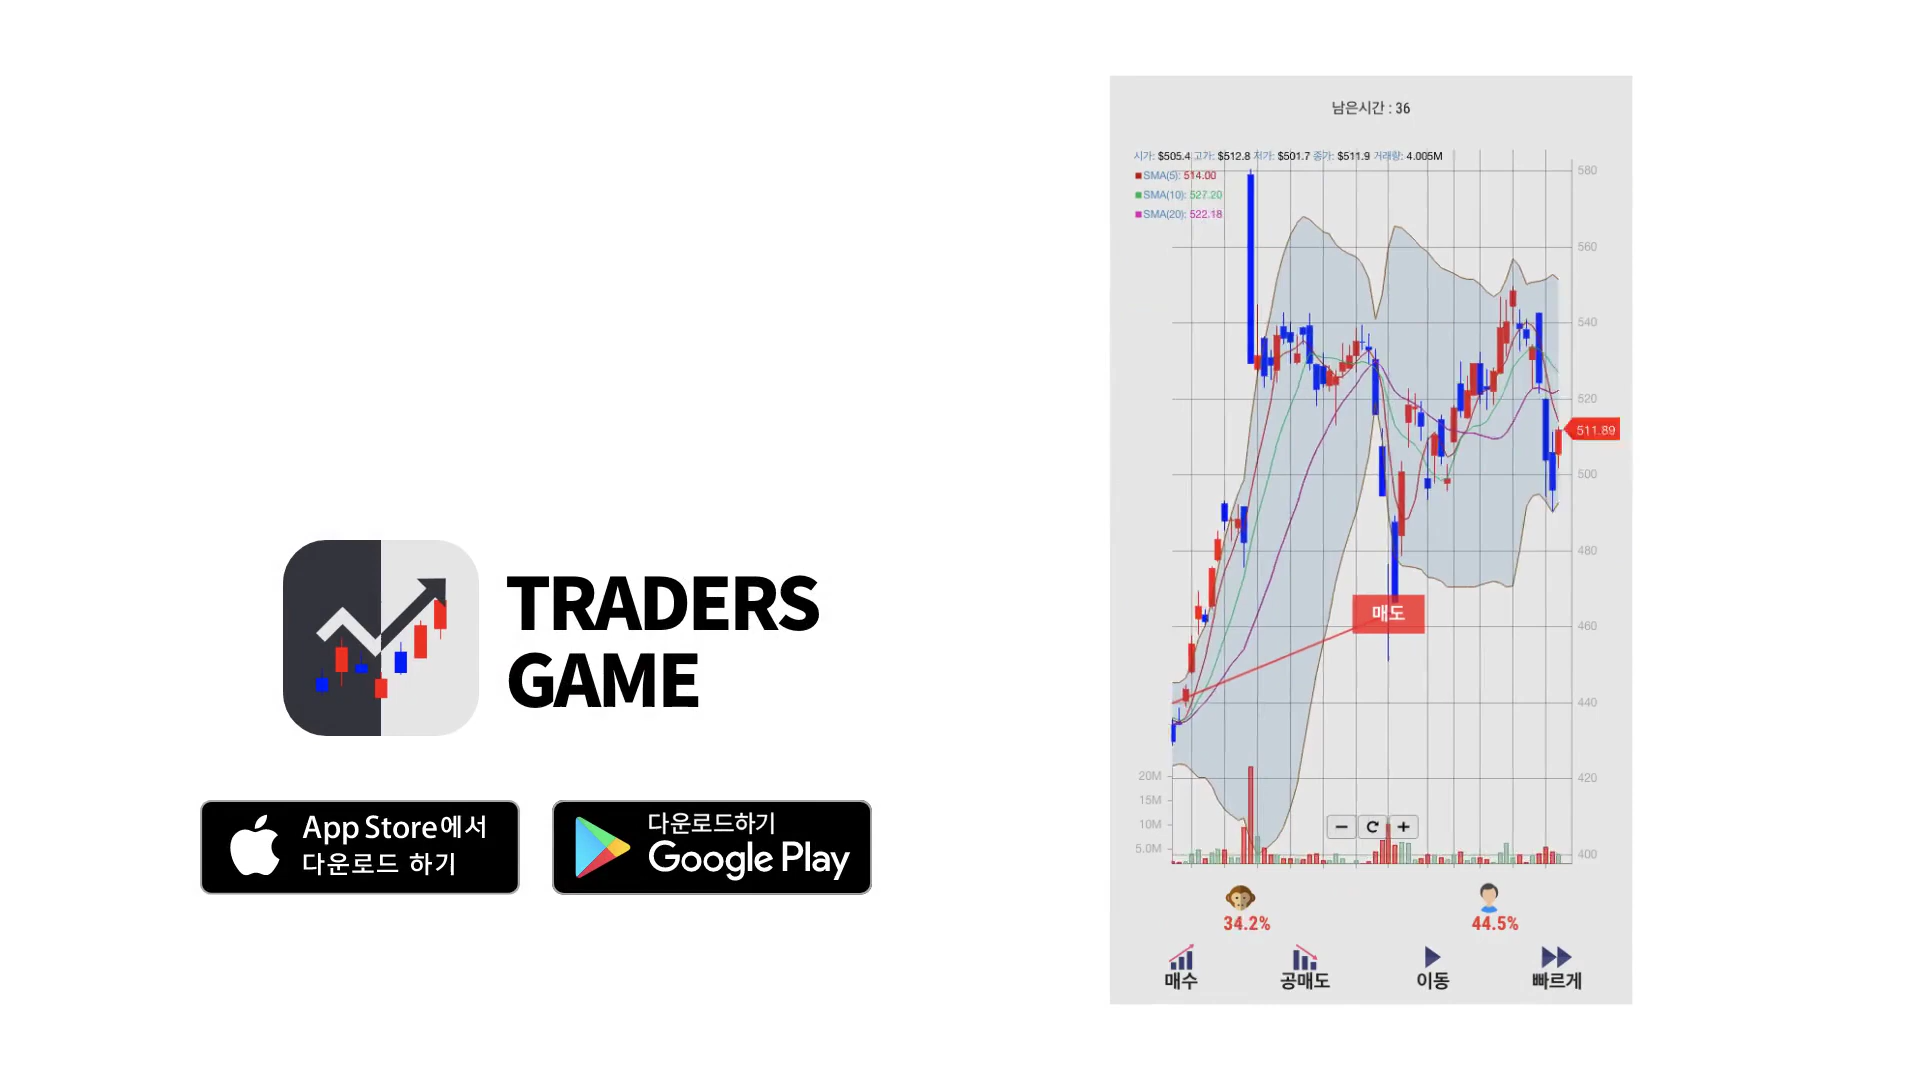 TRADERS
GAME
App Store에서
다운로드 하기
다운로드하기
Google Play
남은시간 : 36
시가: $505.4 고가: $512.8 저가: $501.7 종가: $511.9 거래량: 4.005M
SMA(5): 514.00
SMA(10): 527.20
SMA(20): 522.18
580
560
540
520
511.89
500
480
매도
460
440
20M
420
15M
10M
5.0M
400
34.2%
44.5%
매수
공매도
이동
빠르게